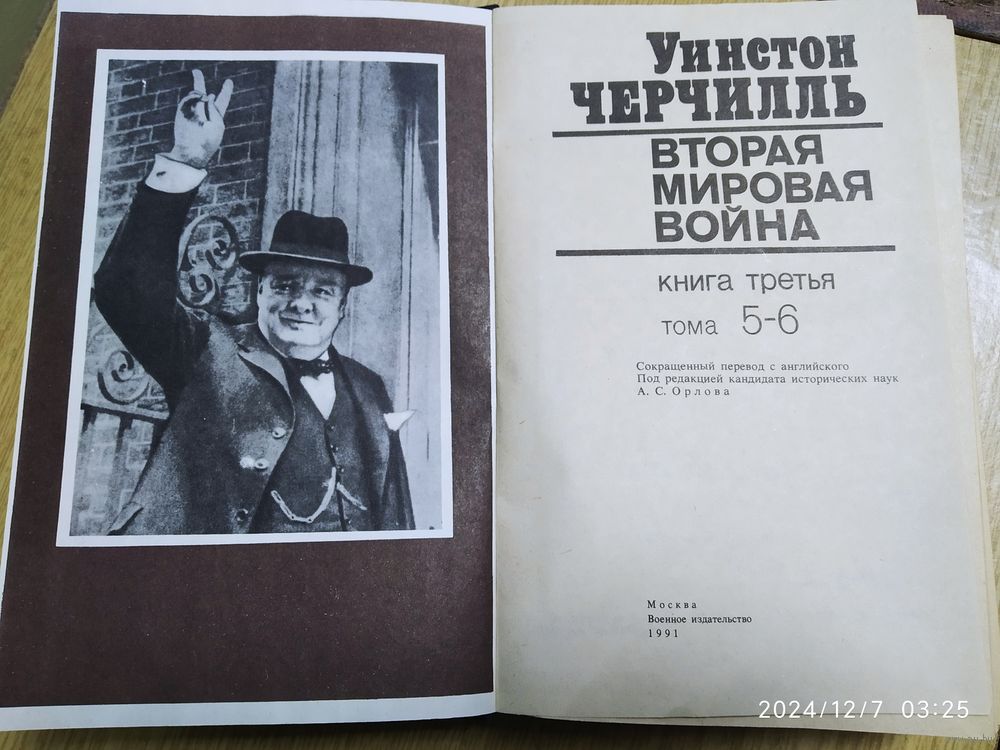 Уинстон
ЧЕРЧИЛЛЬ
ВТОРАЯ
МИРОВАЯ
ВОЙНА
книга третья
тома 5-6
Сокращенный перевод с английского
Под редакцией кандидата исторических наук
А. С. Орлова
Москва
Военное издательство
1991
2024/12/7 03:25